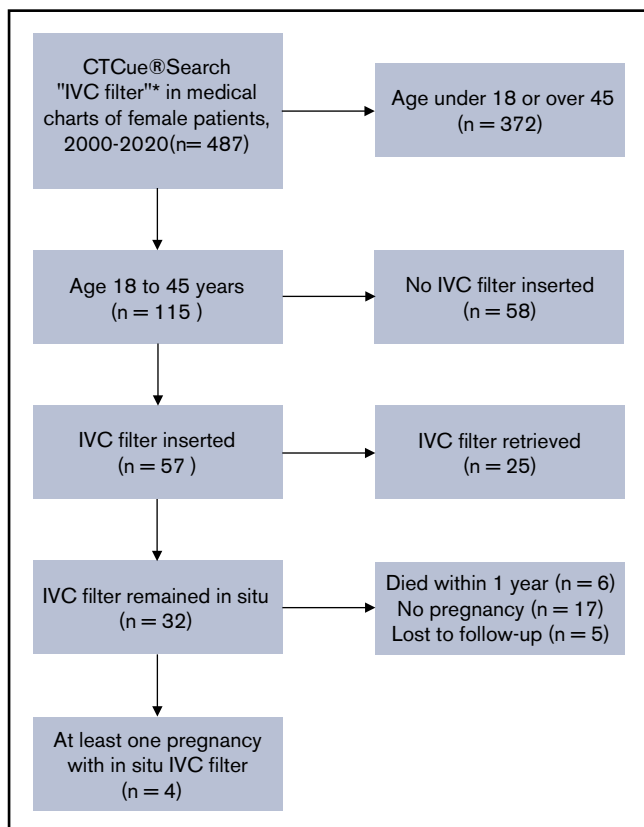 CTCue®Search
"IVC filter"* in medical
charts of female patients,
2000-2020(n= 487)
Age under 18 or over 45
(n = 372)
Age 18 to 45 years
(n = 115 )
No IVC filter inserted
(n = 58)
IVC filter inserted
(n = 57 )
IVC filter retrieved
(n = 25)
IVC filter remained in situ
(n = 32)
Died within 1 year (n = 6)
No pregnancy (n = 17)
Lost to follow-up (n = 5)
At least one pregnancy
with in situ IVC filter
(n = 4)